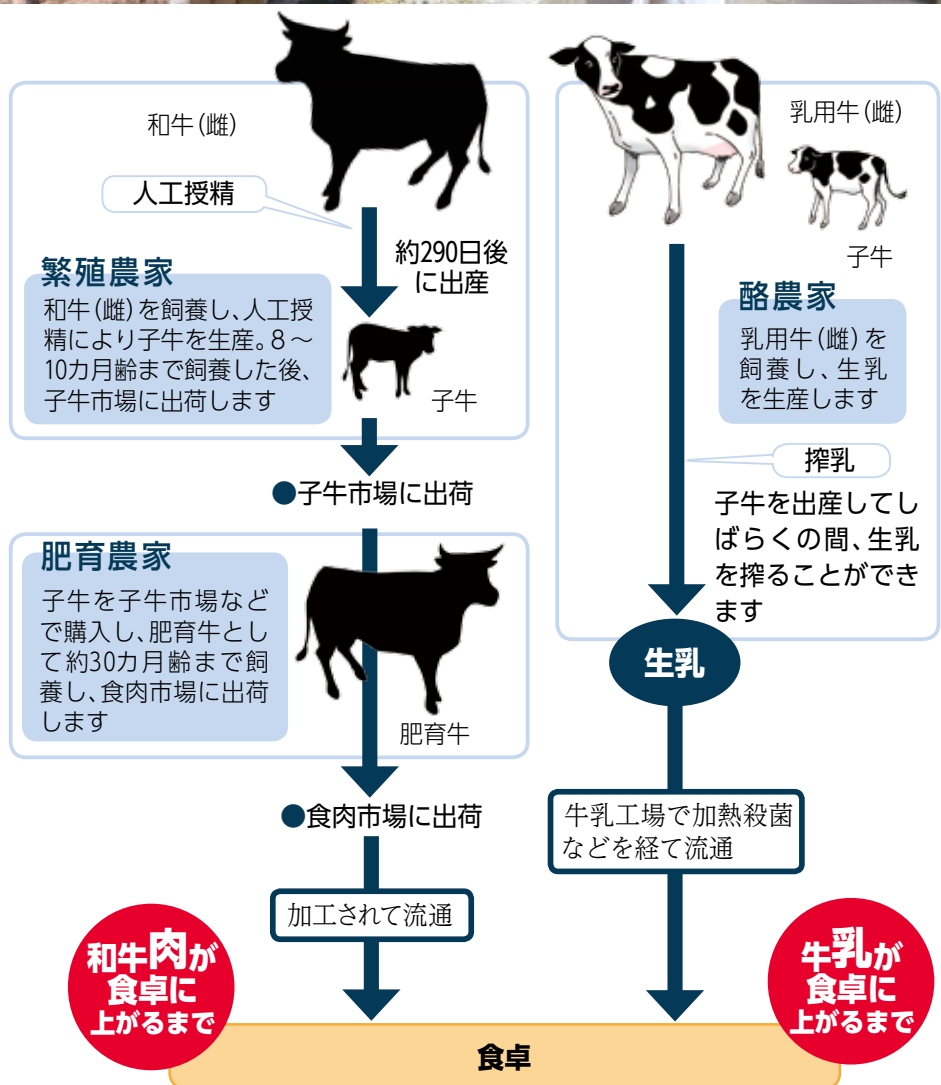 和牛(雌)
人工授精
約290日後
に出産
繁殖農家
和牛(雌)を飼養し、人工授
精により子牛を生産。８～
10カ月齢まで飼養した後、
子牛市場に出荷します
子牛
●子牛市場に出荷
肥育農家
子牛を子牛市場など
で購入し、肥育牛とし
て約30カ月齢まで飼
養し、食肉市場に出荷
します
肥育牛
●食肉市場に出荷
加工されて流通
和牛肉が
食卓に
上がるまで
乳用牛(雌)
子牛
酪農家
乳用牛(雌)を
飼養し、生乳
を生産します
搾乳
子牛を出産してし
ばらくの間、生乳
を搾ることができ
ます
生乳
牛乳工場で加熱殺菌
などを経て流通
牛乳が
食卓に
上がるまで
食卓